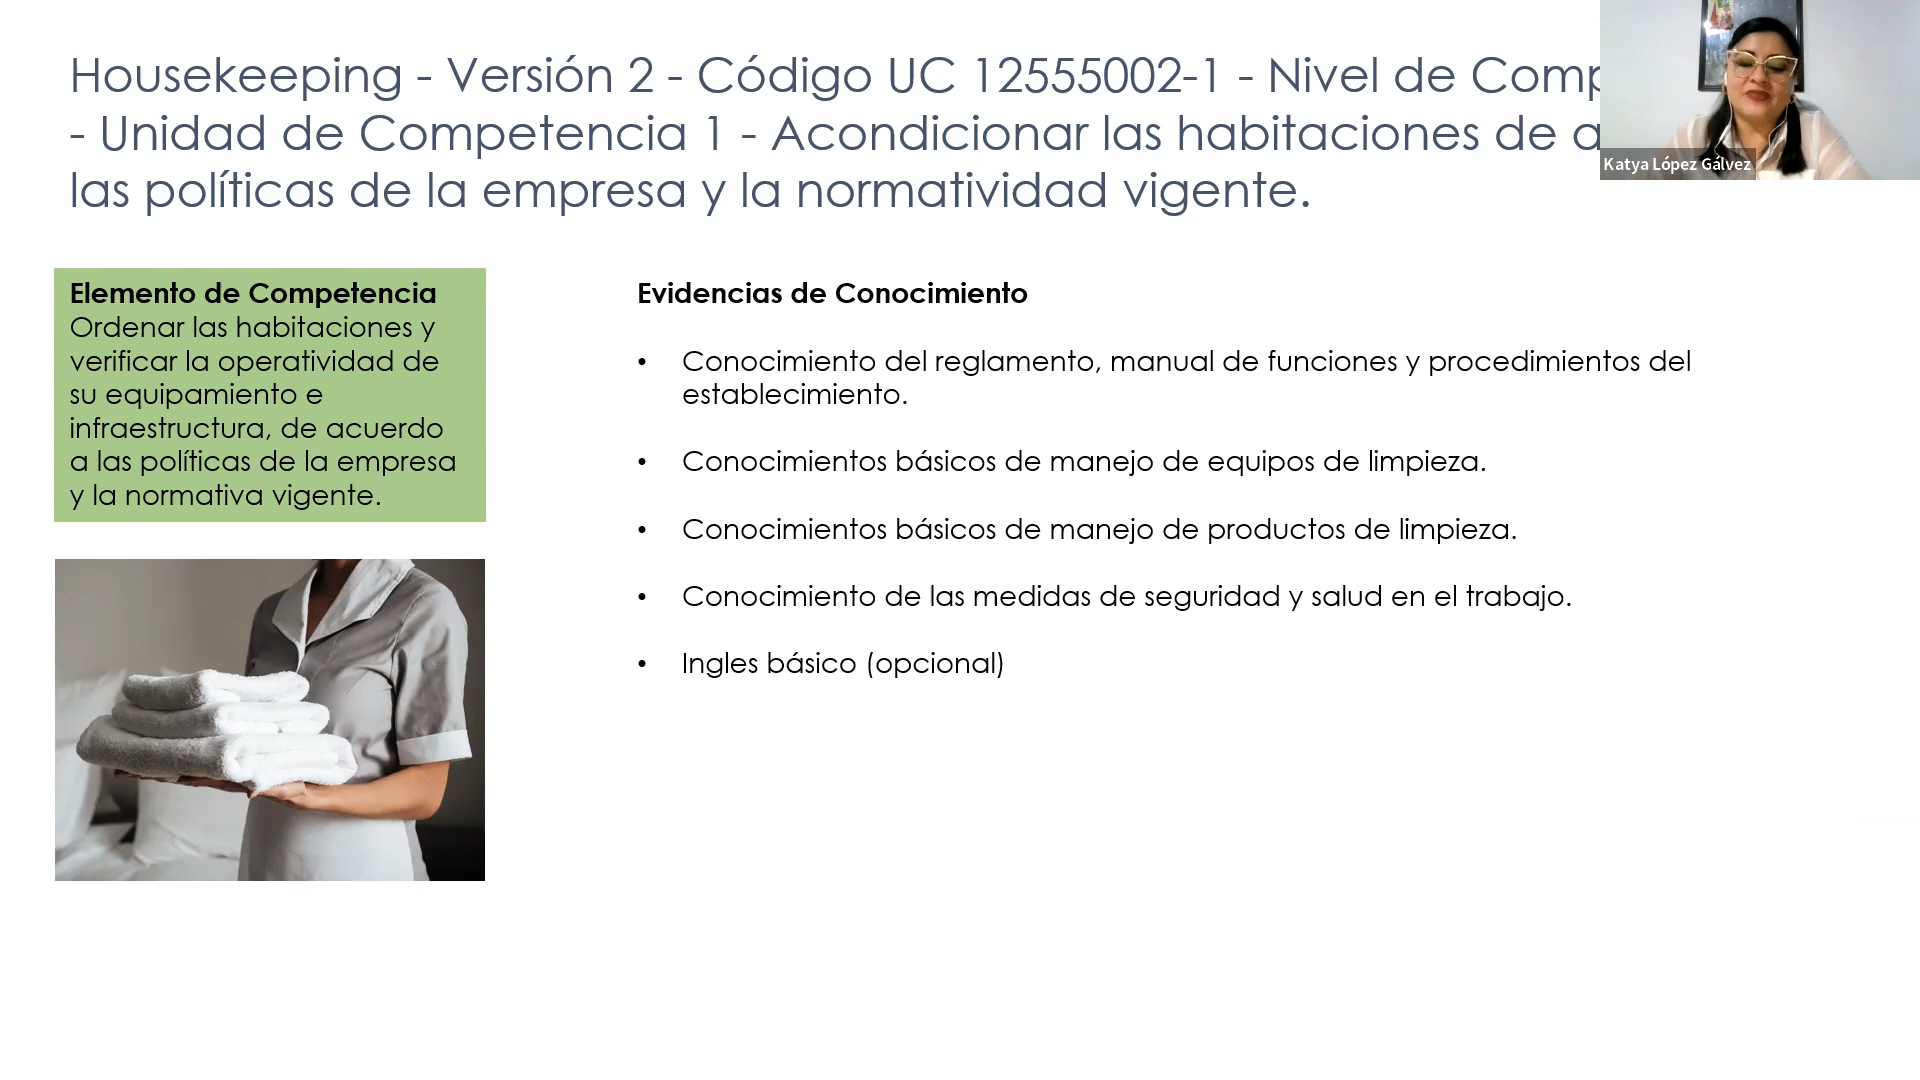 Housekeeping - Versión 2 - Código UC 12555002-1 - Nivel de
- Unidad de Competencia 1 - Acondicionar las habitaciones de
las políticas de la empresa y la normatividad vigente.
Katya López Gálvez
Elemento de Competencia
Ordenar las habitaciones y
verificar la operatividad de
su equipamiento e
infraestructura, de acuerdo
a las políticas de la empresa
y la normativa vigente.
Evidencias de Conocimiento
• Conocimiento del reglamento, manual de funciones y procedimientos del
establecimiento.
• Conocimientos básicos de manejo de equipos de limpieza.
• Conocimientos básicos de manejo de productos de limpieza.
• Conocimiento de las medidas de seguridad y salud en el trabajo.
• Ingles básico (opcional)